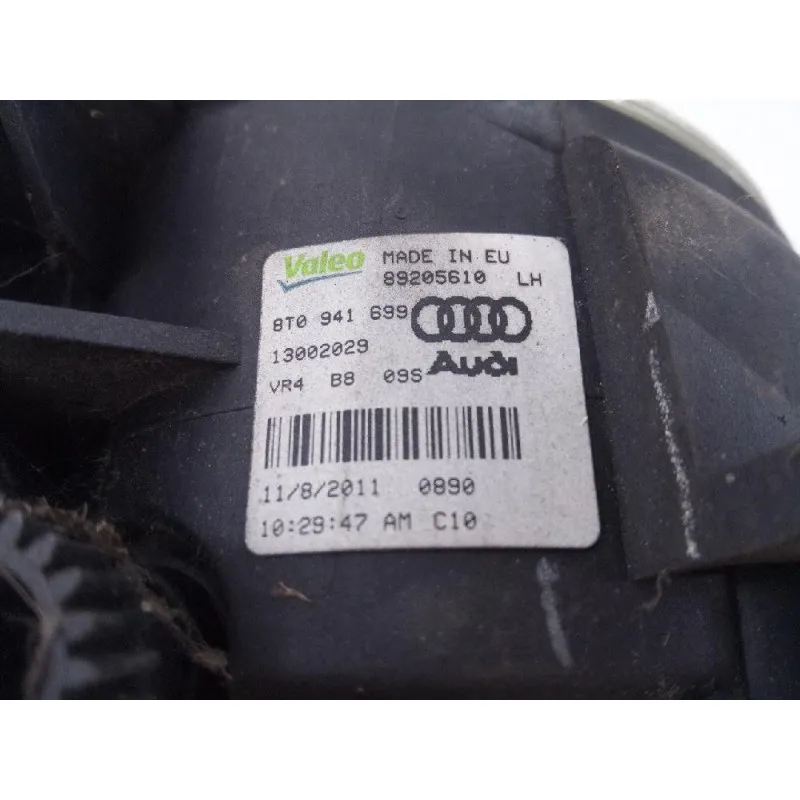 Valeo MADE IN EU
89205610 LH
8T0 941 699
13002029
Audi
VR4 B8 09S
11/8/2011 0890
10:29:47 AM C10